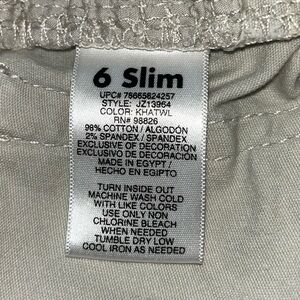 6 Slim
UPC# 78665824257
STYLE: JZ13964
COLOR: KHATWL
RN# 98826
98% COTTON / ALGODÓN
2% SPANDEX / SPANDEX
EXCLUSIVE OF DECORATION
EXCLUSIVO DE DECORACIÓN
MADE IN EGYPT /
HECHO EN EGIPTO
TURN INSIDE OUT
MACHINE WASH COLD
WITH LIKE COLORS
USE ONLY NON
CHLORINE BLEACH
WHEN NEEDED
TUMBLE DRY LOW
COOL IRON AS NEEDED